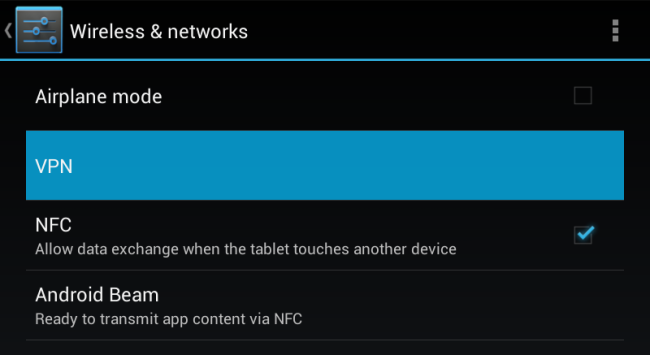 Wireless & networks
Airplane mode
VPN
NFC
Allow data exchange when the tablet touches another device
Android Beam
Ready to transmit app content via NFC